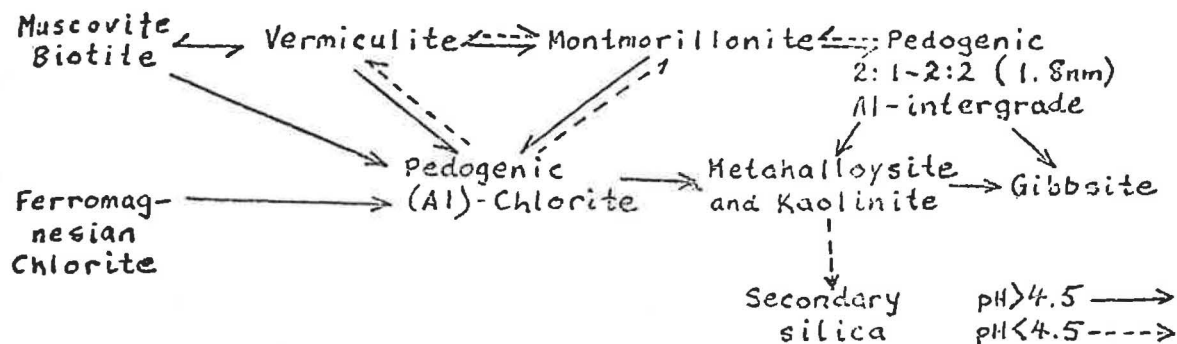 Muscovite
Biotite
Vermiculite
Montmorillonite
Pedogenic
2:1-2:2 (1.8nm)
Al-intergrade
Pedogenic
(Al)-Chlorite
Metahalloysite
and Kaolinite
Gibbsite
Ferromag-
nesian
Chlorite
Secondary
silica
pH>4.5
pH<4.5